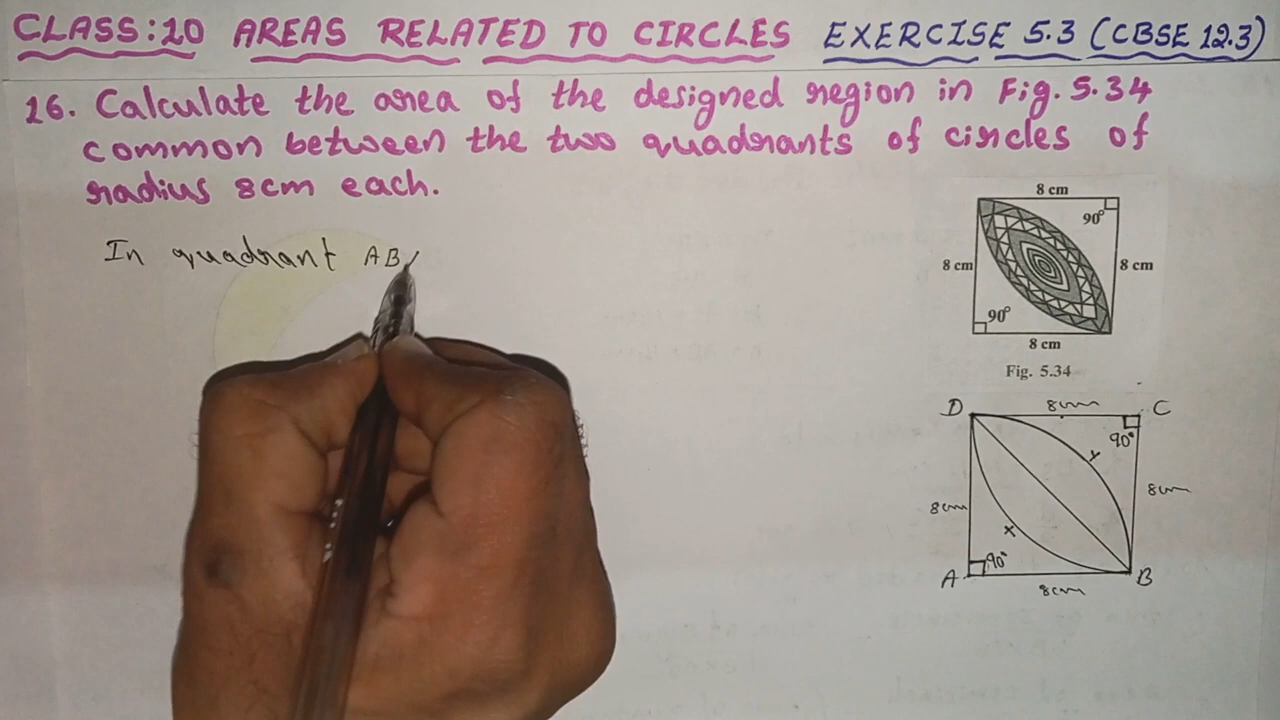 CLASS:10 AREAS RELATED TO CIRCLES EXERCISE 5.3 (CBSE 12.3)
16. Calculate the area of the designed region in Fig. 5.34
common between the two quadrants of circles of
radius 8cm each.
In quadrant AB
8 cm
90°
8 cm
8 cm
90°
8 cm
Fig. 5.34
D 8cm C
90°
y
8cm
8cm
x
90°
A B
8cm